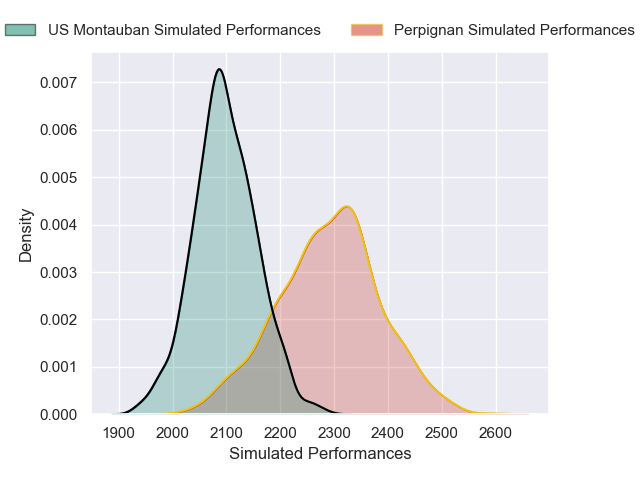 US Montauban Simulated Performances
Perpignan Simulated Performances
0.007
0.006
0.005
0.004
0.003
0.002
0.001
0.000
Density
1900 2000 2100 2200 2300 2400 2500 2600
Simulated Performances